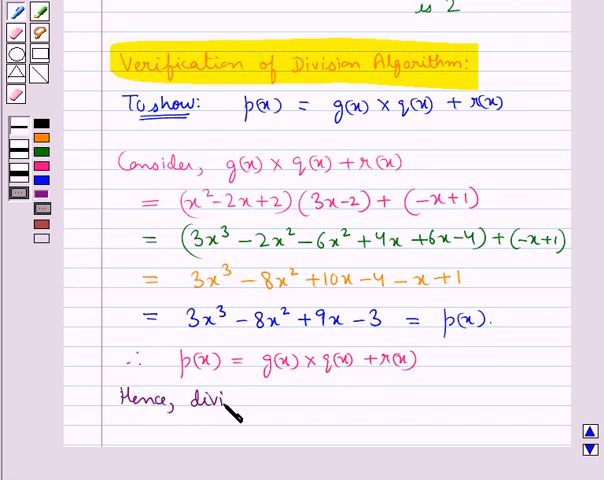 is 2
Verification of Division Algorithm:
To show: p(x) = g(x) × q(x) + r(x)
Consider, g(x) × q(x) + r(x)
= (x² - 2x + 2) (3x - 2) + (-x + 1)
= (3x³ - 2x² - 6x² + 4x + 6x - 4) + (-x + 1)
= 3x³ - 8x² + 10x - 4 - x + 1
= 3x³ - 8x² + 9x - 3 = p(x).
∴ p(x) = g(x) × q(x) + r(x)
Hence, divi